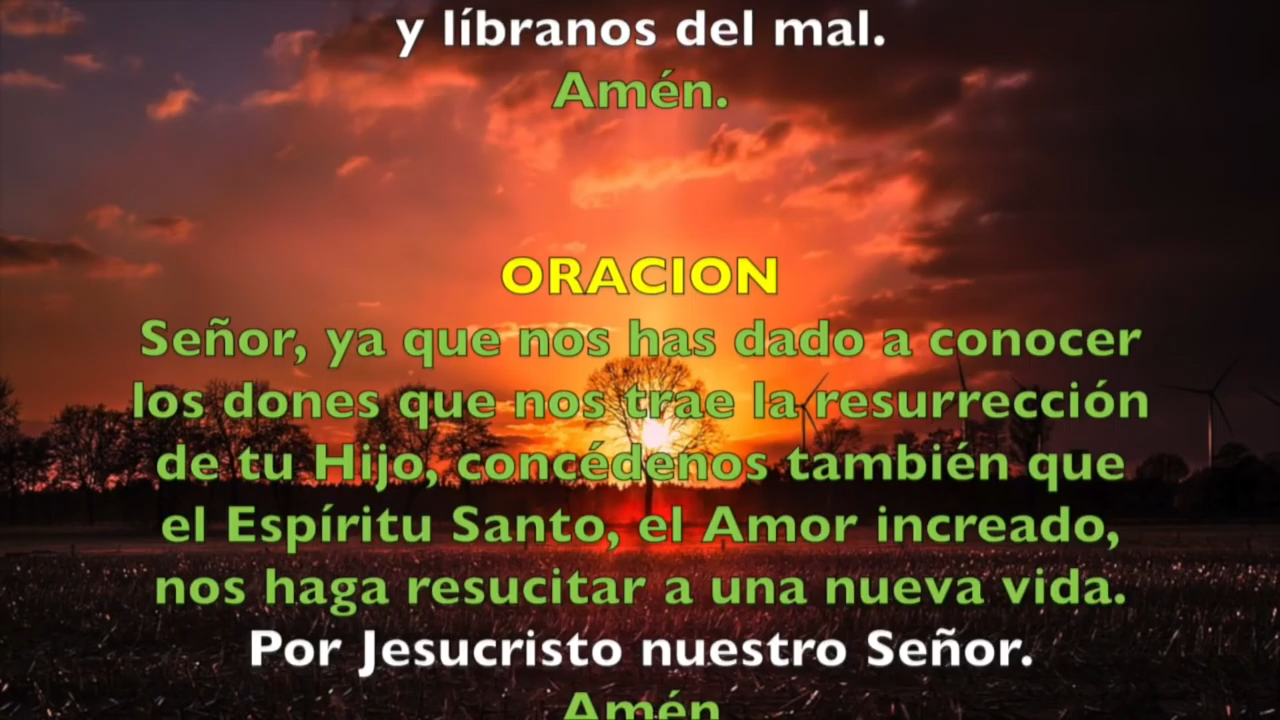 y líbranos del mal.
Amén.
ORACION
Señor, ya que nos has dado a conocer
los dones que nos trae la resurrección
de tu Hijo, concédenos también que
el Espíritu Santo, el Amor increado,
nos haga resucitar a una nueva vida.
Por Jesucristo nuestro Señor.
Amén